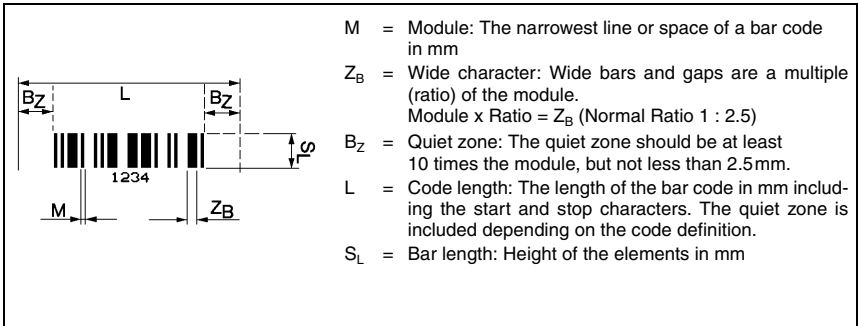 L
BZ
BZ
SL
1234
M
ZB
M = Module: The narrowest line or space of a bar code
in mm
ZB = Wide character: Wide bars and gaps are a multiple
(ratio) of the module.
Module x Ratio = ZB (Normal Ratio 1 : 2.5)
BZ = Quiet zone: The quiet zone should be at least
10 times the module, but not less than 2.5mm.
L = Code length: The length of the bar code in mm includ-
ing the start and stop characters. The quiet zone is
included depending on the code definition.
SL = Bar length: Height of the elements in mm